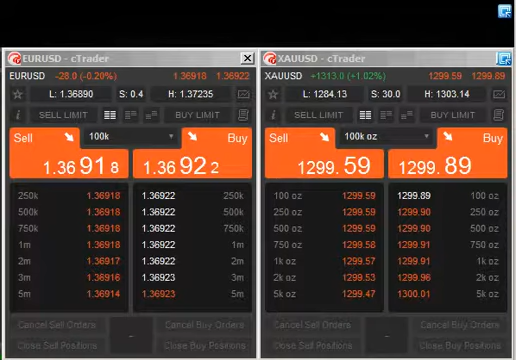 EURUSD - cTrader
EURUSD -28.0 (-0.20%) 1.36918 1.36922
L: 1.36890 S: 0.4 H: 1.37235
i SELL LIMIT BUY LIMIT
Sell 100k Buy
1.36 91 8 1.36 92 2
250k 1.36918 1.36922 250k
500k 1.36918 1.36922 500k
750k 1.36918 1.36922 750k
1m 1.36918 1.36922 1m
2m 1.36917 1.36922 2m
3m 1.36916 1.36923 3m
5m 1.36914 1.36923 5m
Cancel Sell Orders Cancel Buy Orders
-
Close Sell Positions Close Buy Positions
XAUUSD - cTrader
XAUUSD +1313.0 (+1.02%) 1299.59 1299.89
L: 1284.13 S: 30.0 H: 1303.14
i SELL LIMIT BUY LIMIT
Sell 100k oz Buy
1299. 59 1299. 89
100 oz 1299.59 1299.89 100 oz
250 oz 1299.59 1299.90 250 oz
500 oz 1299.59 1299.90 500 oz
750 oz 1299.58 1299.91 750 oz
1k oz 1299.57 1299.91 1k oz
2k oz 1299.53 1299.96 2k oz
5k oz 1299.47 1300.01 5k oz
Cancel Sell Orders Cancel Buy Orders
-
Close Sell Positions Close Buy Positions